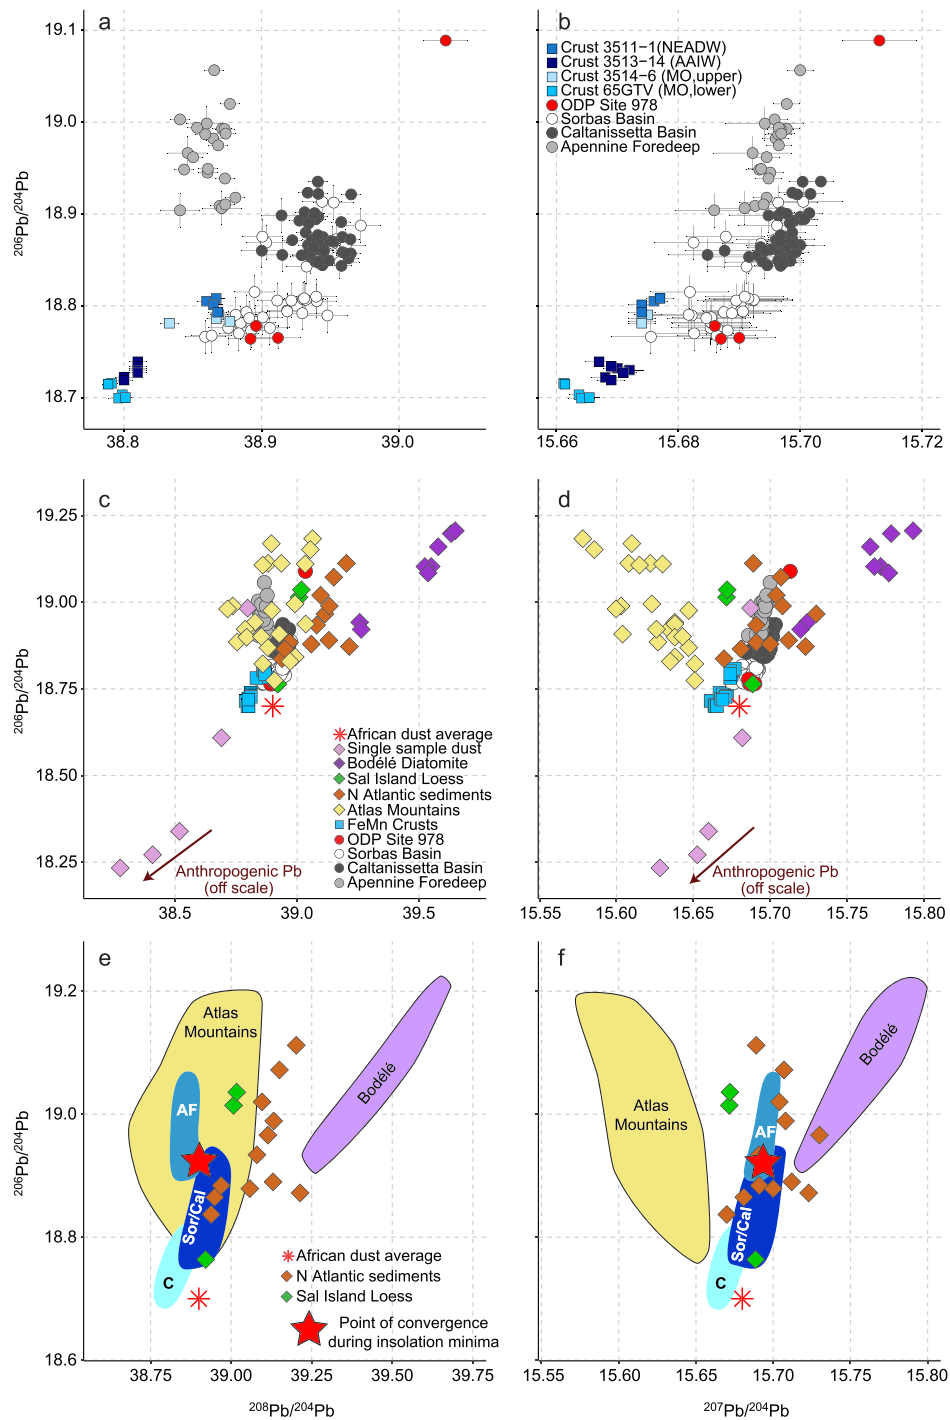 a
19.1
19.0
18.9
18.8
18.7
206Pb/204Pb
38.8
38.9
39.0
b
Crust 3511−1(NEADW)
Crust 3513−14 (AAIW)
Crust 3514−6 (MO,upper)
Crust 65GTV (MO,lower)
ODP Site 978
Sorbas Basin
Caltanissetta Basin
Apennine Foredeep
15.66
15.68
15.70
15.72
c
19.25
19.00
18.75
18.50
18.25
206Pb/204Pb
African dust average
Single sample dust
Bodélé Diatomite
Sal Island Loess
N Atlantic sediments
Atlas Mountains
FeMn Crusts
ODP Site 978
Sorbas Basin
Caltanissetta Basin
Apennine Foredeep
Anthropogenic Pb
(off scale)
38.5
39.0
39.5
d
Anthropogenic Pb
(off scale)
15.55
15.60
15.67
15.70
15.75
15.80
e
19.2
19.0
18.8
18.6
206Pb/204Pb
Atlas
Mountains
AF
Bodélé
Sor/Cal
C
African dust average
N Atlantic sediments
Sal Island Loess
Point of convergence
during insolation minima
38.75
39.00
39.25
39.50
39.75
208Pb/204Pb
f
Atlas
Mountains
AF
Bodélé
Sor/Cal
C
15.55
15.60
15.67
15.70
15.75
15.80
207Pb/204Pb